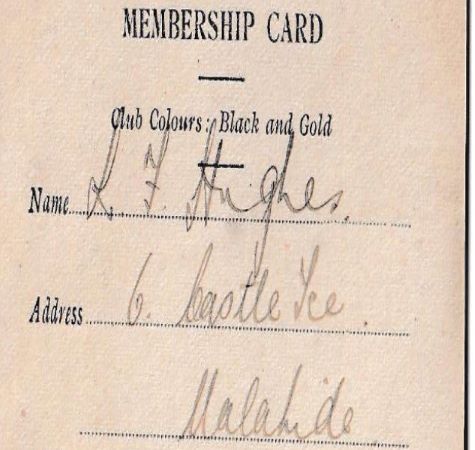 MEMBERSHIP CARD
Club Colours: Black and Gold
Name L. F. Hughes.
Address 6. Castle Tce.
Malahide